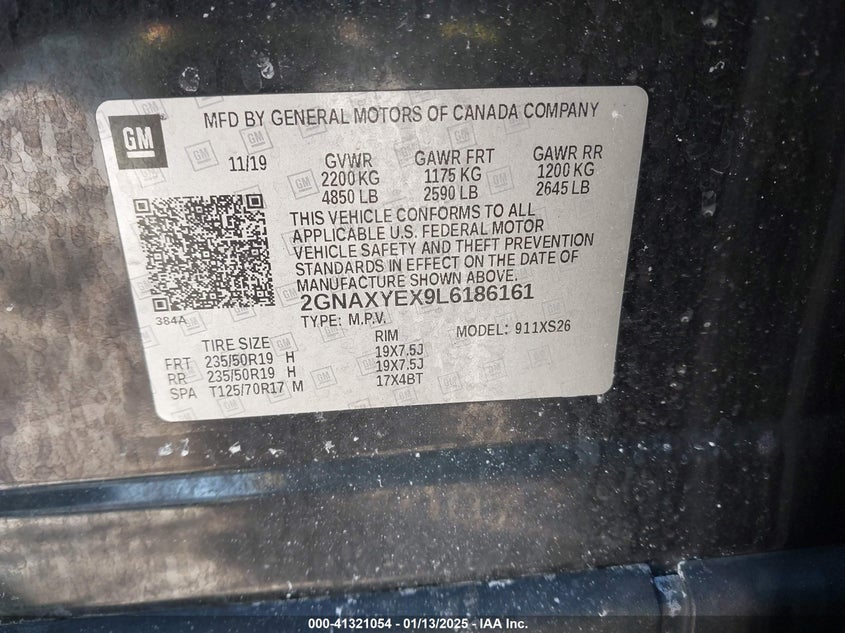 GM
MFD BY GENERAL MOTORS OF CANADA COMPANY
11/19 GVWR GAWR FRT GAWR RR
2200 KG 1175 KG 1200 KG
4850 LB 2590 LB 2645 LB
THIS VEHICLE CONFORMS TO ALL
APPLICABLE U.S. FEDERAL MOTOR
VEHICLE SAFETY AND THEFT PREVENTION
STANDARDS IN EFFECT ON THE DATE OF
MANUFACTURE SHOWN ABOVE.
2GNAXYEX9L6186161
384A
TYPE: M.P.V. MODEL: 911XS26
TIRE SIZE RIM
FRT 235/50R19 H 19X7.5J
RR 235/50R19 H 19X7.5J
SPA T125/70R17 M 17X4BT
000-41321054 - 01/13/2025 - IAA Inc.